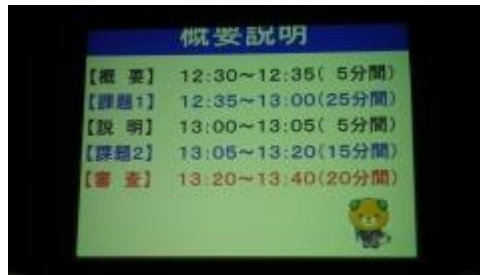 概要説明
【概 要】 12:30～12:35( 5分間)
【課題1】 12:35～13:00(25分間)
【説 明】 13:00～13:05( 5分間)
【課題2】 13:05～13:20(15分間)
【審 査】 13:20～13:40(20分間)